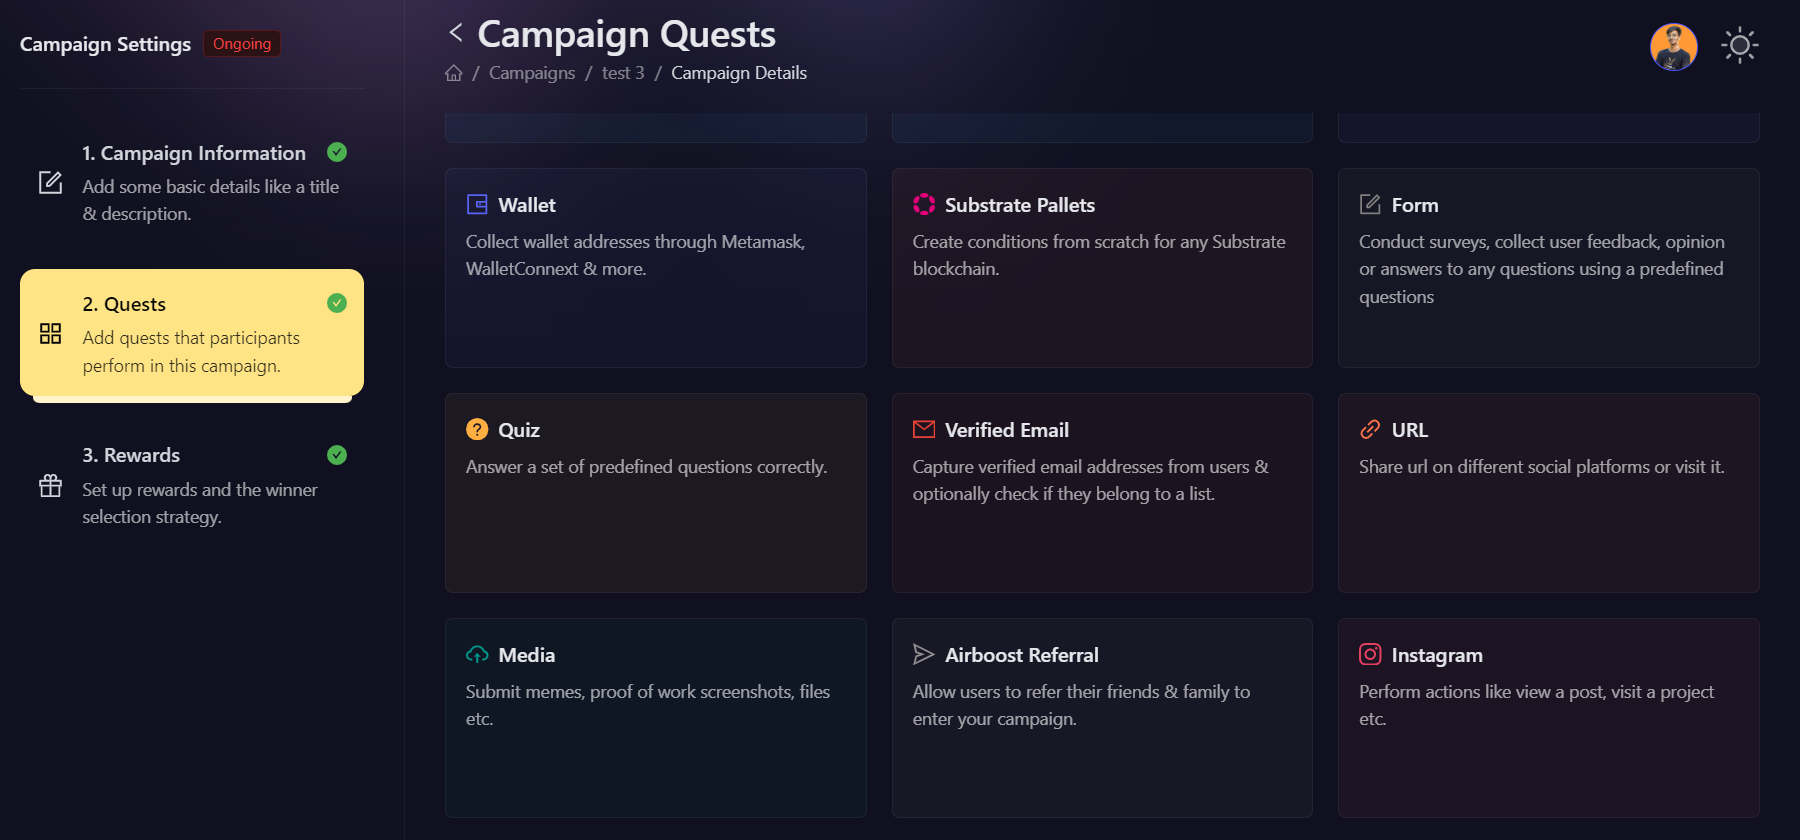 Campaign Settings
Ongoing
1. Campaign Information
Add some basic details like a title
& description.
2. Quests
Add quests that participants
perform in this campaign.
3. Rewards
Set up rewards and the winner
selection strategy.
Campaign Quests
/ Campaigns / test 3 / Campaign Details
Wallet
Collect wallet addresses through Metamask,
WalletConnext & more.
Substrate Pallets
Create conditions from scratch for any Substrate
blockchain.
Form
Conduct surveys, collect user feedback, opinion
or answers to any questions using a predefined
questions
Quiz
Answer a set of predefined questions correctly.
Verified Email
Capture verified email addresses from users &
optionally check if they belong to a list.
URL
Share url on different social platforms or visit it.
Media
Submit memes, proof of work screenshots, files
etc.
Airboost Referral
Allow users to refer their friends & family to
enter your campaign.
Instagram
Perform actions like view a post, visit a project
etc.